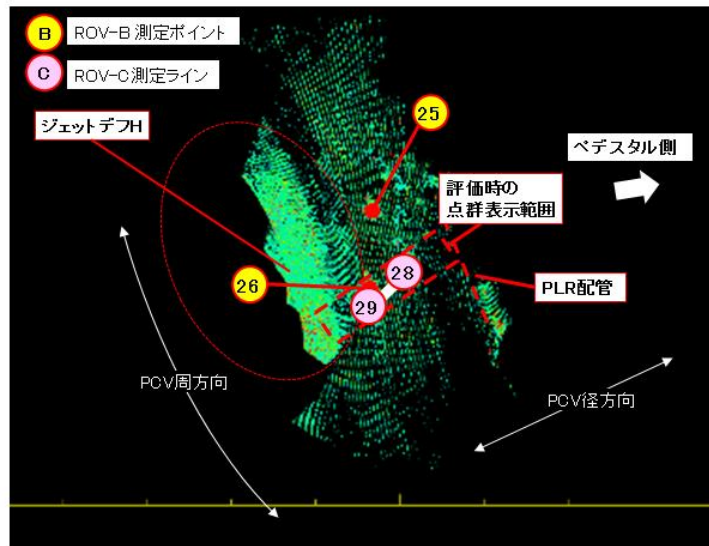 B ROV-B 測定ポイント
C ROV-C 測定ライン
ジェットデフH
25
ペデスタル側
評価時の
点群表示範囲
28
26
29
PLR配管
PCV周方向
PCV径方向